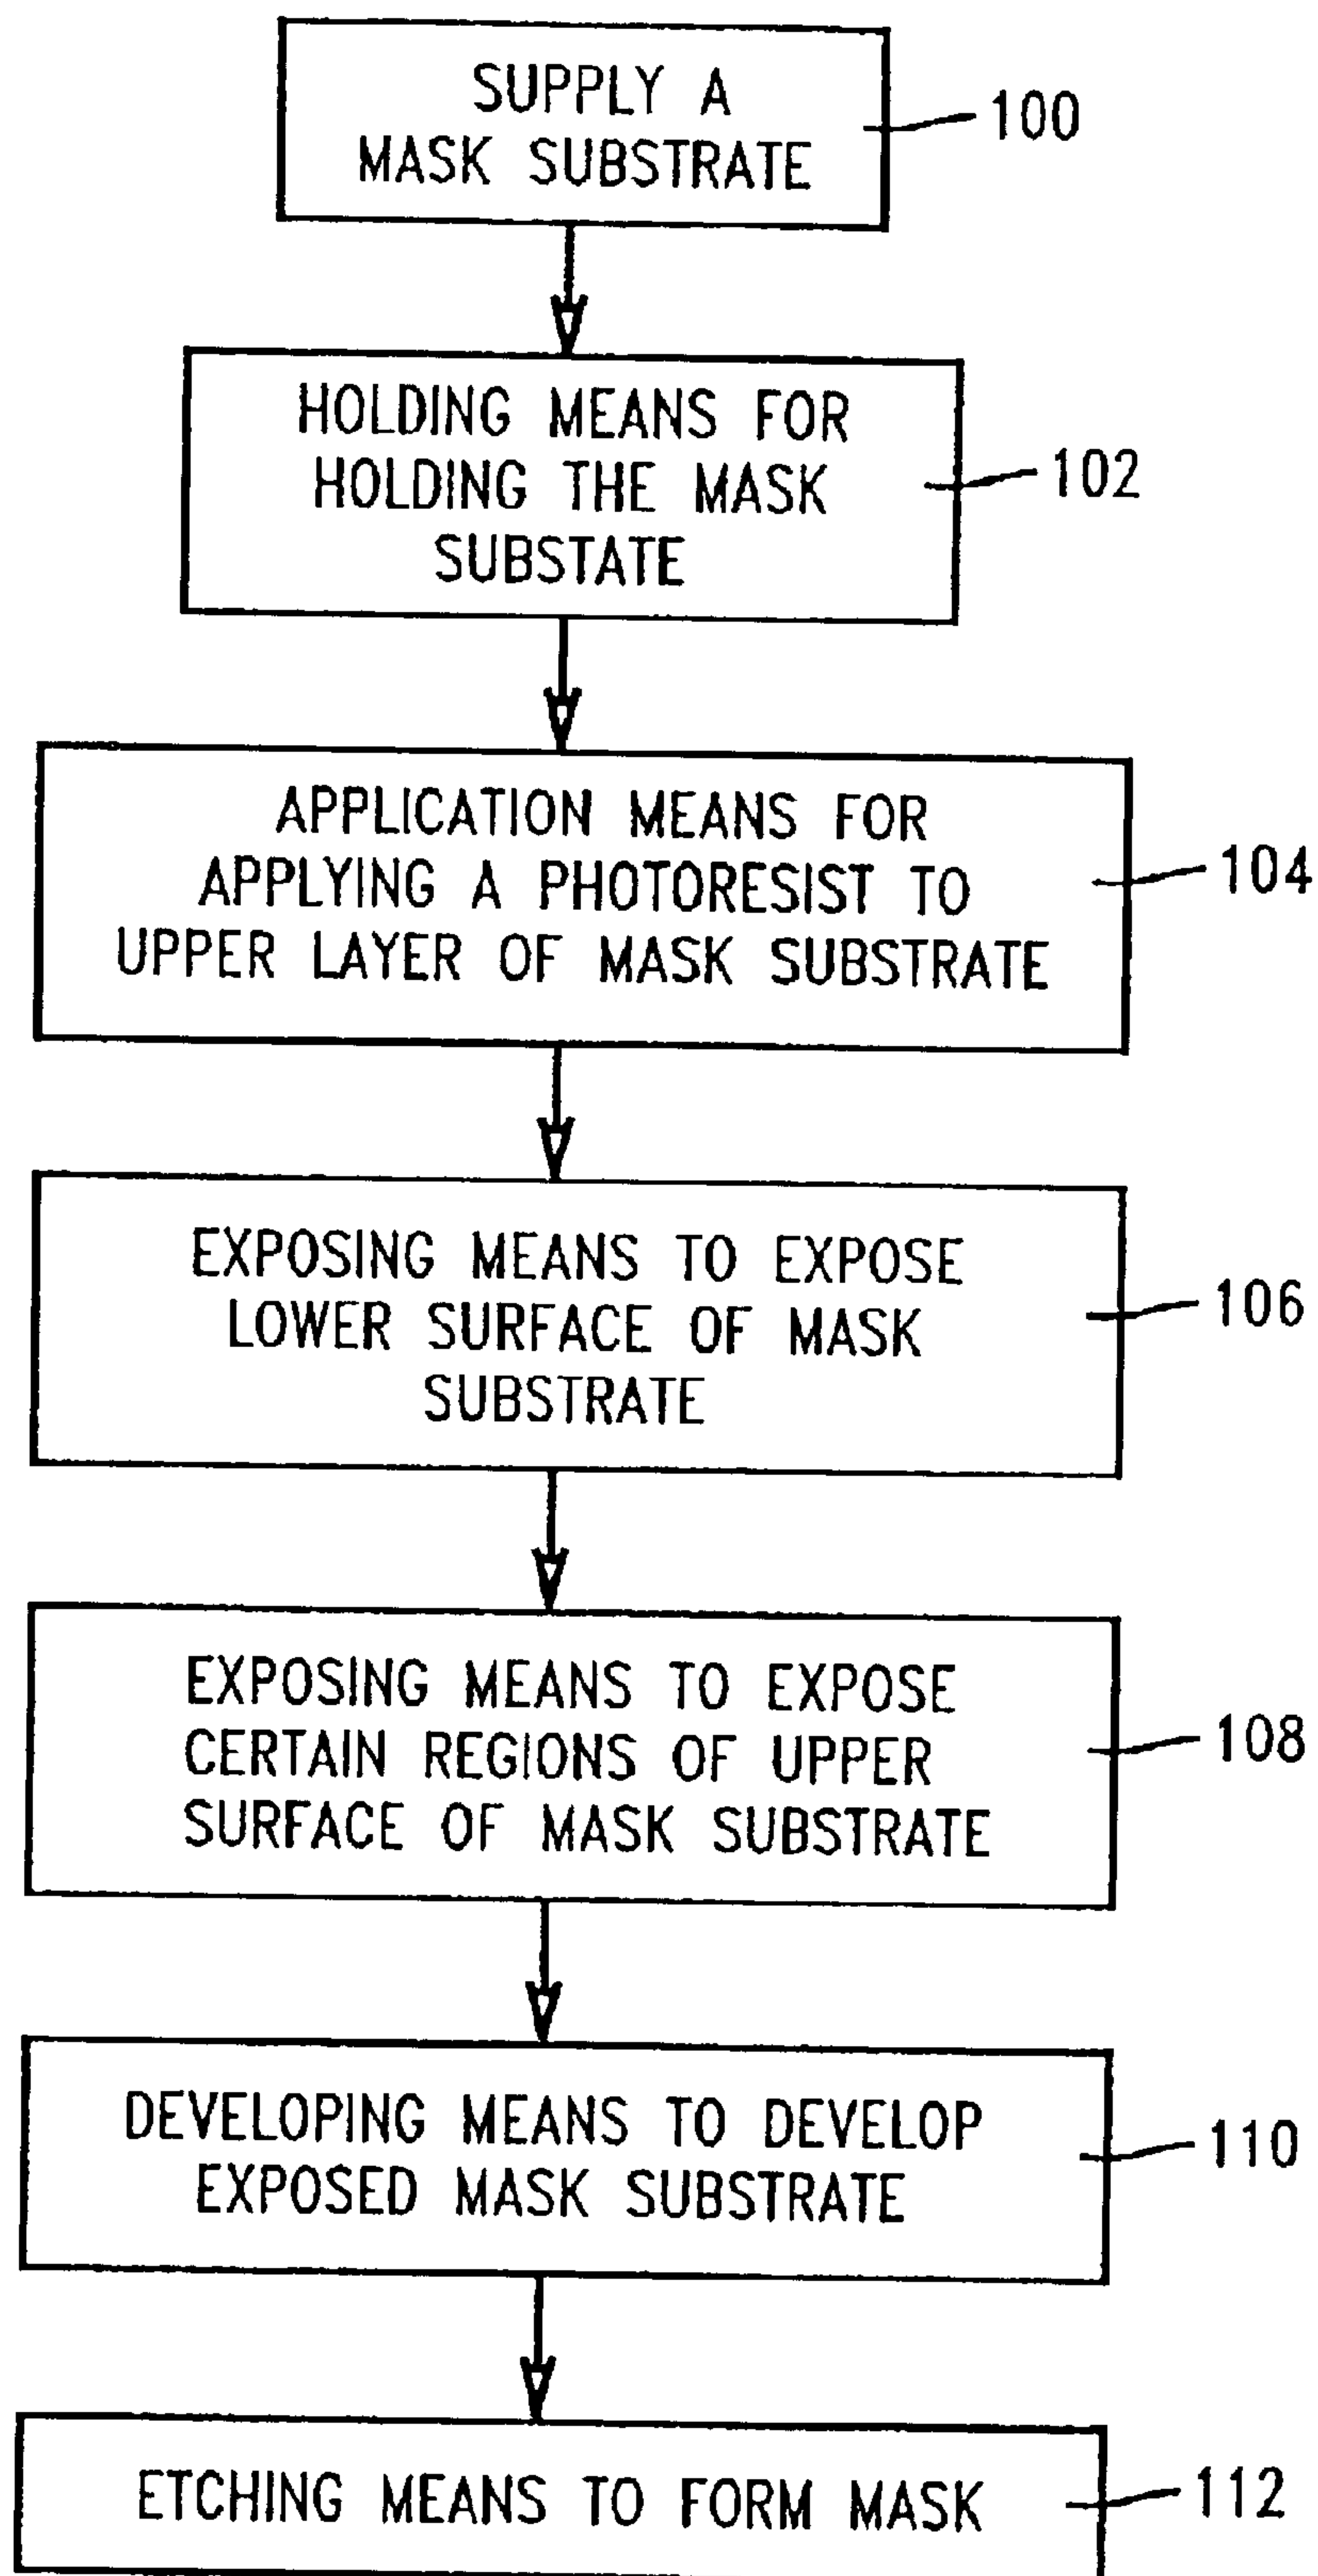 SUPPLY A
MASK SUBSTRATE
100
HOLDING MEANS FOR
HOLDING THE MASK
SUBSTATE
102
APPLICATION MEANS FOR
APPLYING A PHOTORESIST TO
UPPER LAYER OF MASK SUBSTRATE
104
EXPOSING MEANS TO EXPOSE
LOWER SURFACE OF MASK
SUBSTRATE
106
EXPOSING MEANS TO EXPOSE
CERTAIN REGIONS OF UPPER
SURFACE OF MASK SUBSTRATE
108
DEVELOPING MEANS TO DEVELOP
EXPOSED MASK SUBSTRATE
110
ETCHING MEANS TO FORM MASK
112